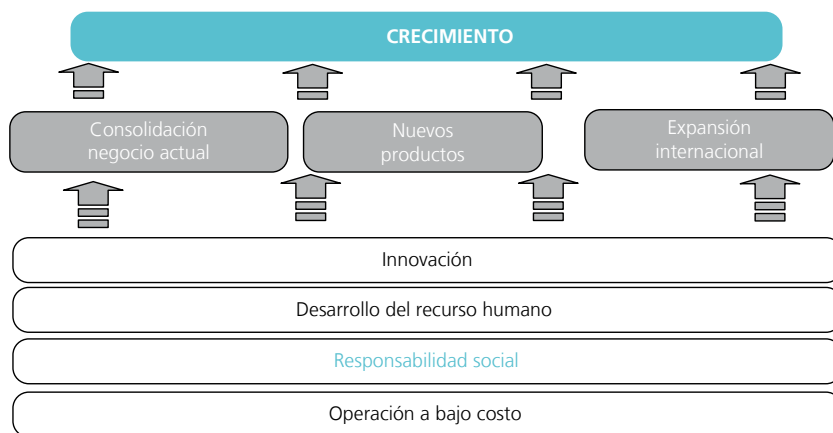 CRECIMIENTO
Consolidación
negocio actual
Nuevos
productos
Expansión
internacional
Innovación
Desarrollo del recurso humano
Responsabilidad social
Operación a bajo costo